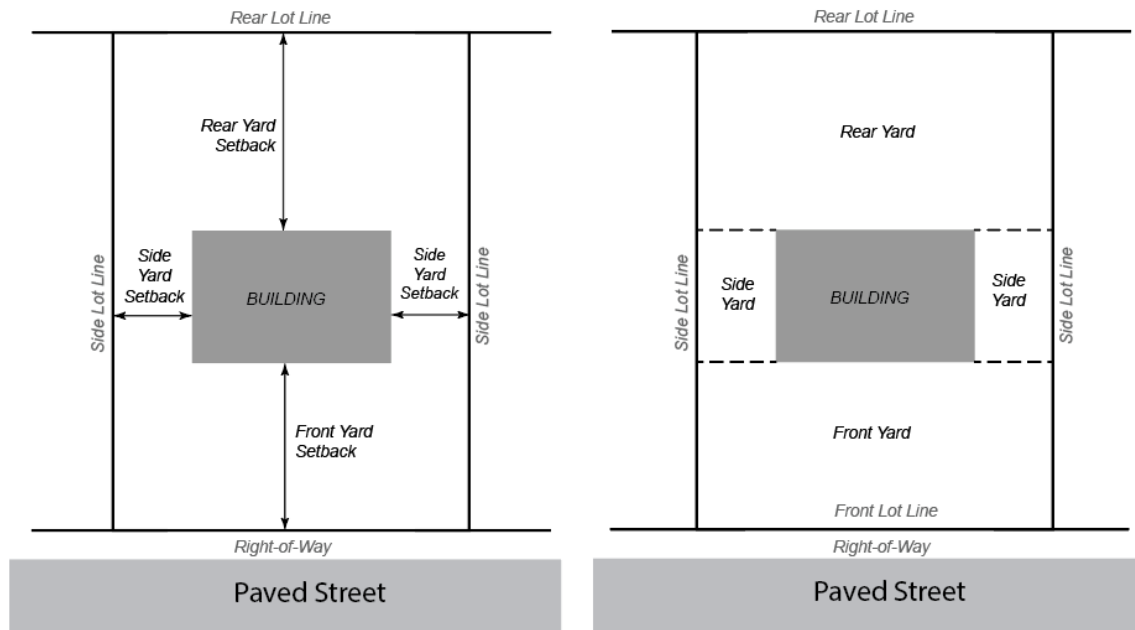 Rear Lot Line
Rear Yard
Setback
Side
Yard
Setback
Side
Yard
Setback
BUILDING
Side Lot Line
Side Lot Line
Front Yard
Setback
Right-of-Way
Paved Street
Rear Lot Line
Rear Yard
Side
Yard
BUILDING
Side
Yard
Side Lot Line
Side Lot Line
Front Yard
Front Lot Line
Right-of-Way
Paved Street